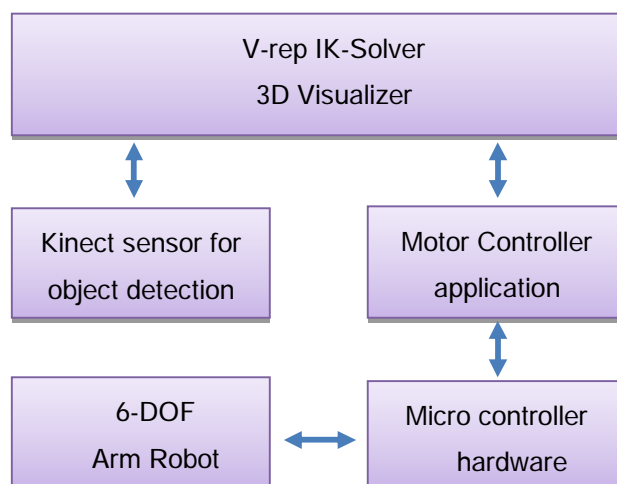 V-rep IK-Solver
3D Visualizer
Kinect sensor for
object detection
Motor Controller
application
6-DOF
Arm Robot
Micro controller
hardware